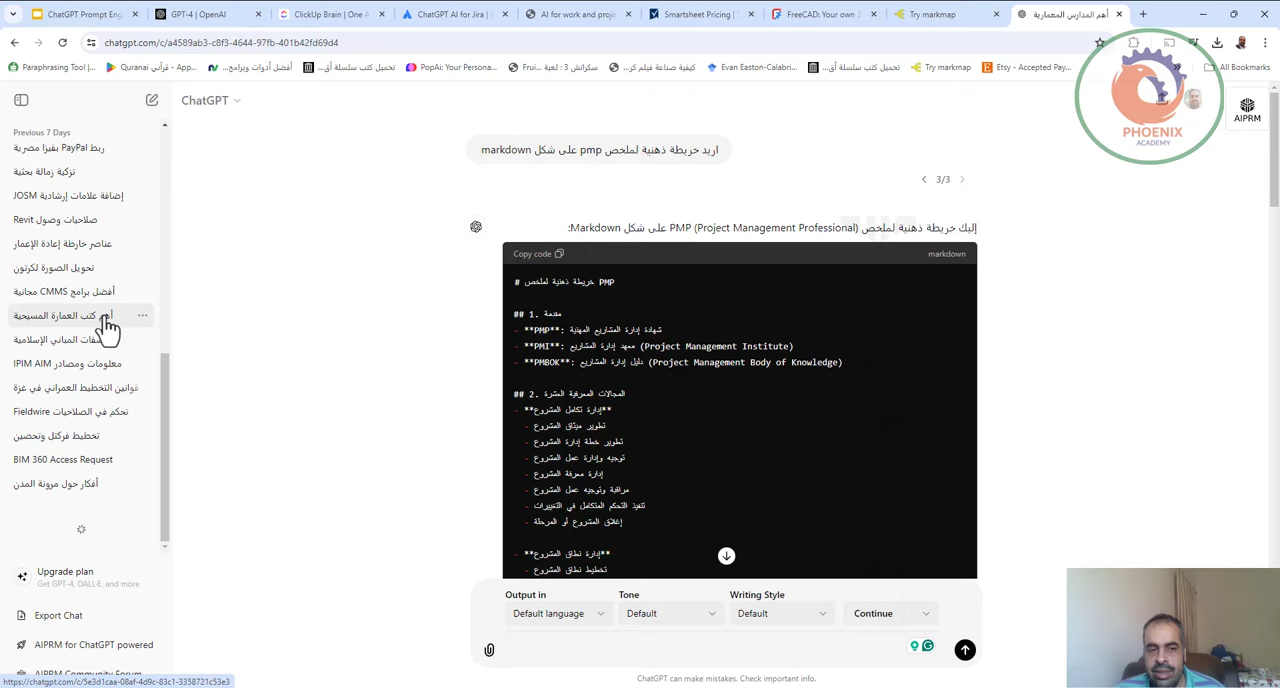 ChatGPT Prompt Eng
GPT-4 | OpenAI
ClickUp Brain | One A
ChatGPT AI for Jira | A
AI for work and proje
Smartsheet Pricing | S
FreeCAD: Your own 3
Try markmap
أهم المدارس المعمارية
chatgpt.com/c/a4589ab3-c8f3-4644-97fb-401b42fd69d4
Paraphrasing Tool |...
Quranai - قرآني - App...
أفضل أدوات وبرامج...
تحميل كتب سلسلة أق...
PopAi - Persona...
سكراتش 3 : لعبة Frui...
كيفية صناعة فيلم كر...
Evan Easton-Calabri...
تحميل كتب سلسلة أق...
Try markmap
Etsy - Accepted Pay...
All Bookmarks
ChatGPT
PHOENIX
ACADEMY
AIPRM
Previous 7 Days
ربط PayPal بفيزا مصرية
تزكية زمالة بحثية
إضافة علامات إرشادية JOSM
صلاحيات وصول Revit
عناصر خارطة إعادة الإعمار
تحويل الصورة لكرتون
أفضل برامج CMMS مجانية
كتب العمارة المسيحية
المباني الإسلامية
معلومات ومصادر IPIM AIM
قوانين التخطيط العمراني في غزة
تحكم في الصلاحيات Fieldwire
تخطيط فركتل وتحصين
BIM 360 Access Request
أفكار حول مرونة المدن
Upgrade plan
Get GPT-4, DALL·E, and more
Export Chat
AIPRM for ChatGPT powered
AIPRM Community Forum
https://chatgpt.com/c/5e3d1caa-08af-4d9c-83c1-3358721c53e3
اريد خريطة ذهنية لملخص pmp على شكل markdown
3/3
إليك خريطة ذهنية لملخص PMP (Project Management Professional) على شكل Markdown:
Copy code
markdown
# خريطة ذهنية لملخص PMP
## 1. مقدمة
- **PMP**: شهادة إدارة المشاريع المهنية
- **PMI**: معهد إدارة المشاريع (Project Management Institute)
- **PMBOK**: دليل إدارة المشاريع (Project Management Body of Knowledge)
## 2. المجالات المعرفية العشرة
- **إدارة تكامل المشروع**
- تطوير ميثاق المشروع
- تطوير خطة إدارة المشروع
- توجيه وإدارة عمل المشروع
- إدارة معرفة المشروع
- مراقبة وتوجيه عمل المشروع
- تنفيذ التحكم المتكامل في التغييرات
- إغلاق المشروع أو المرحلة
- **إدارة نطاق المشروع**
- تخطيط نطاق المشروع
Output in
Tone
Writing Style
Default language
Default
Default
Continue
ChatGPT can make mistakes. Check important info.